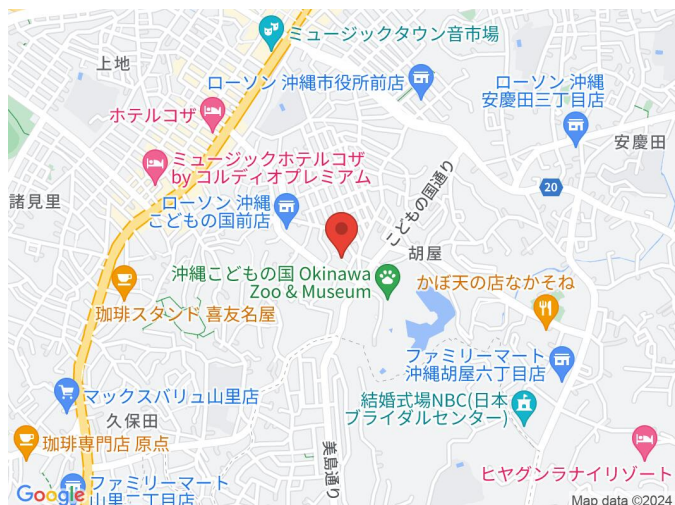 ミュージックタウン音市場
上地
ローソン 沖縄市役所前店
ローソン 沖縄
安慶田三丁目店
ホテルコザ
安慶田
ミュージックホテルコザ
by コルディオプレミアム
20
諸見里
ローソン 沖縄
こどもの国前店
こどもの国通り
胡屋
沖縄こどもの国 Okinawa
Zoo & Museum
かぼ天の店なかそね
珈琲スタンド 喜友名屋
ファミリーマート
沖縄胡屋六丁目店
マックスバリュ山里店
結婚式場NBC(日本
ブライダルセンター)
久保田
珈琲専門店 原点
美島通り
ヒヤグンラナイリゾート
ファミリーマート
山里二丁目店
Google
Map data ©2024